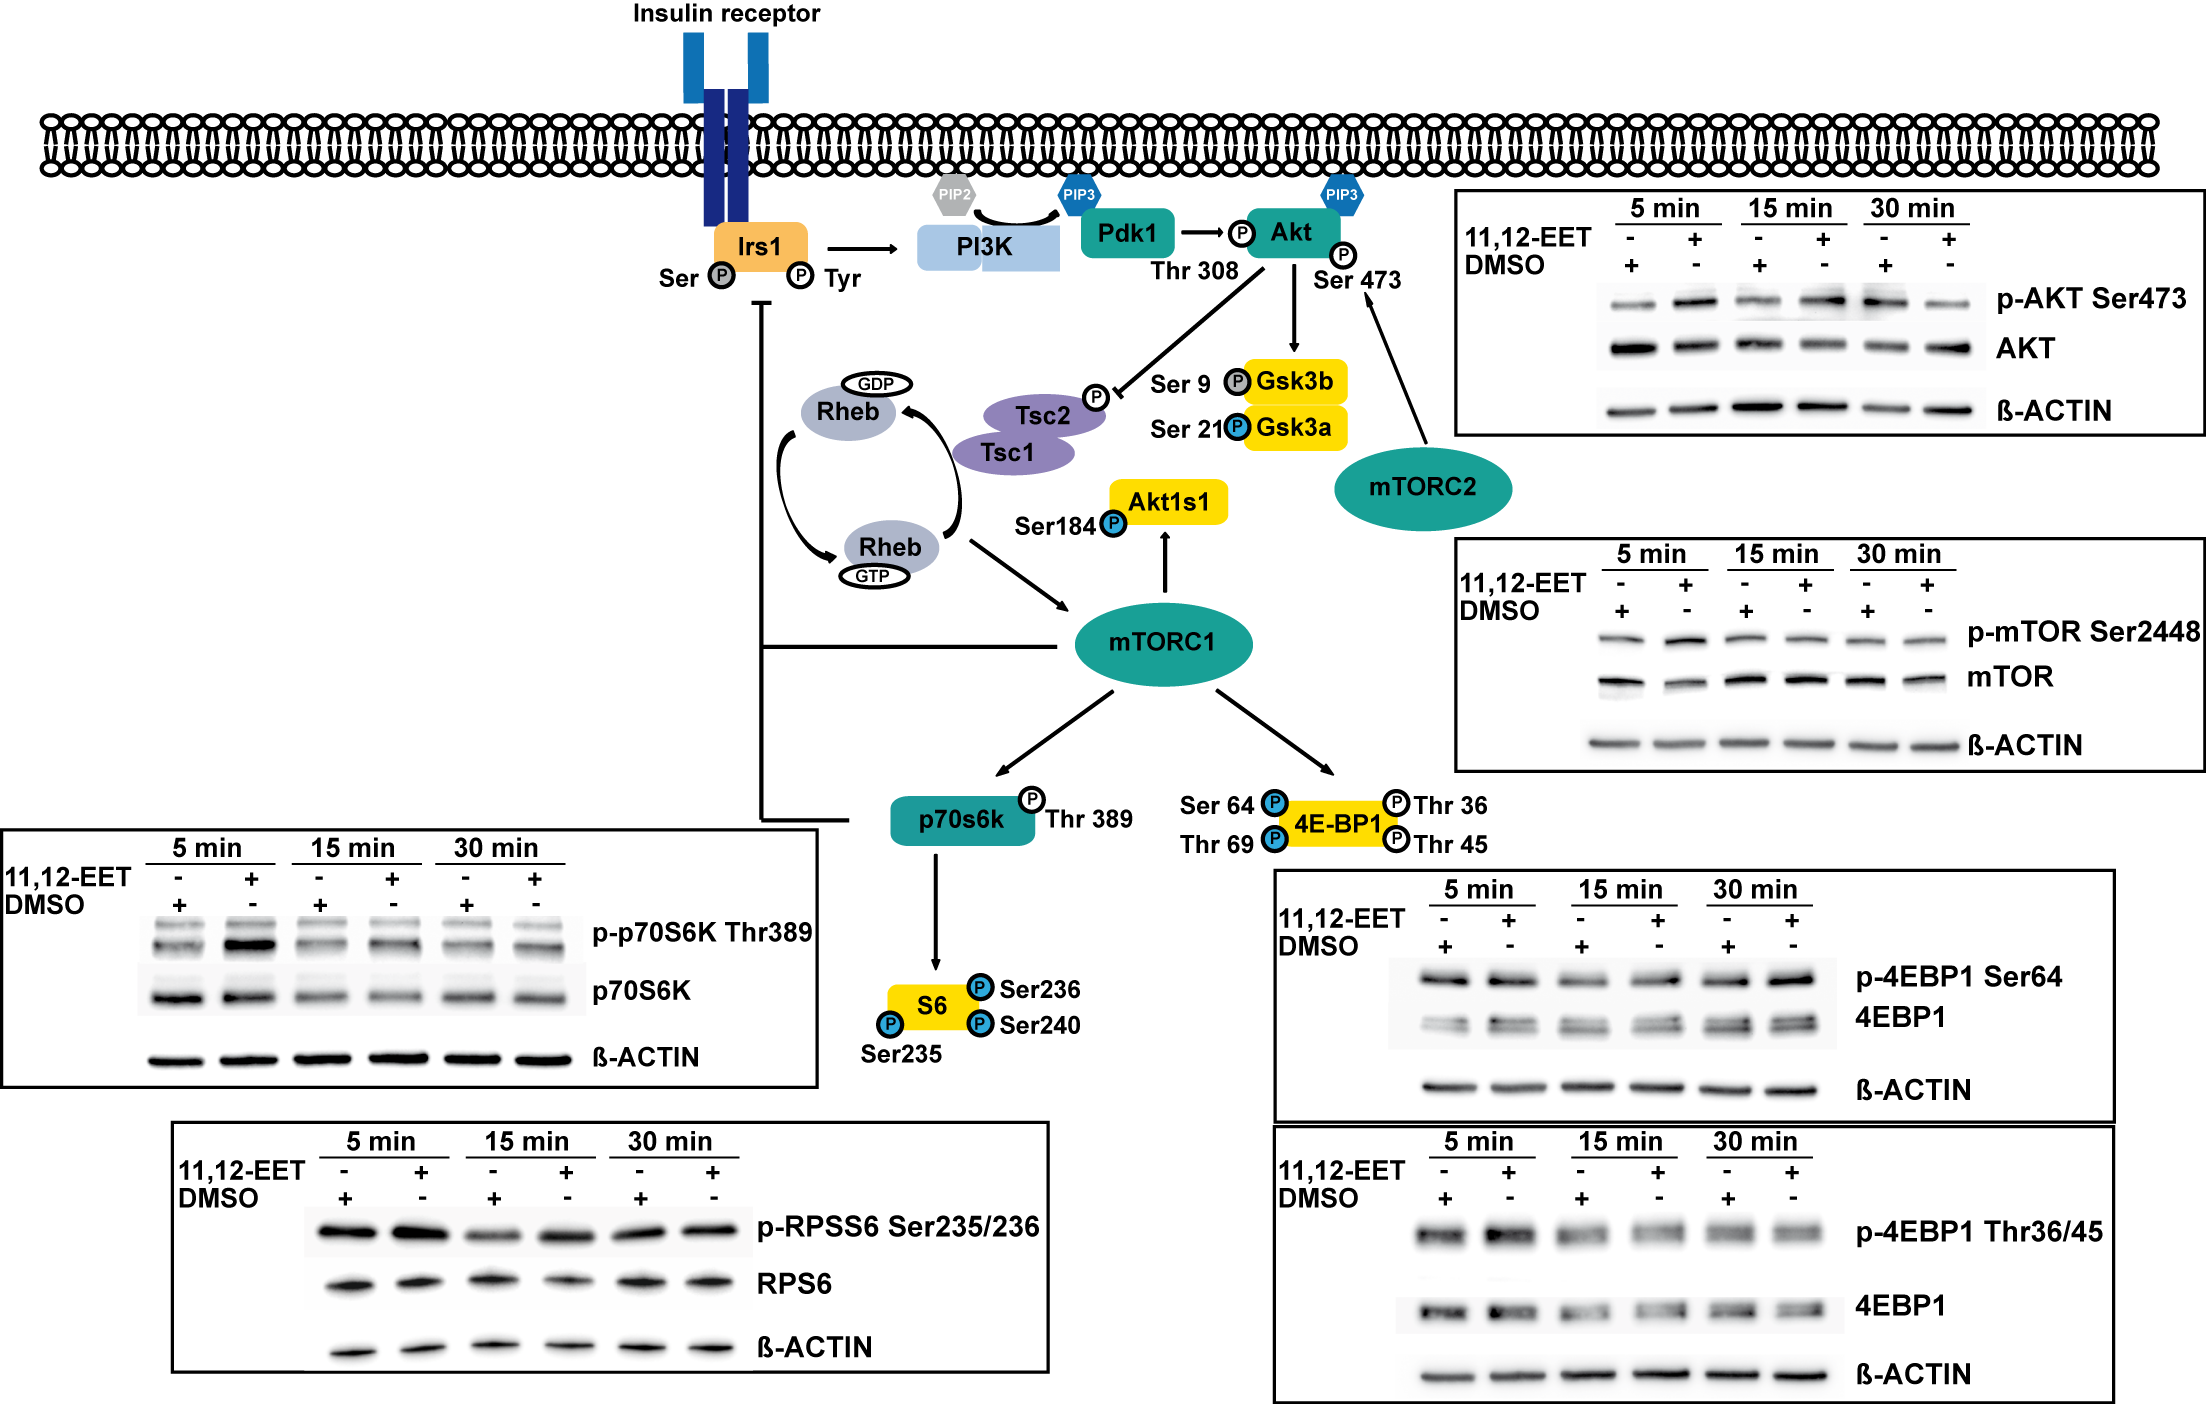 Insulin receptor
PIP2
PIP3
PIP3
Irs1
PI3K
Pdk1
P
Akt
Ser
P
P
Tyr
Thr 308
P
Ser 473
GDP
Rheb
Tsc2
P
Tsc1
Ser 9
P
Gsk3b
Ser 21
P
Gsk3a
mTORC2
Akt1s1
Ser184
P
Rheb
GTP
mTORC1
p70s6k
P
Thr 389
Ser 64
P
4E-BP1
P
Thr 36
Thr 69
P
P
Thr 45
S6
P
Ser236
P
P
Ser240
Ser235
5 min 15 min 30 min
11,12-EET - + - + - +
DMSO + - + - + -
p-AKT Ser473
AKT
ß-ACTIN
5 min 15 min 30 min
11,12-EET - + - + - +
DMSO + - + - + -
p-mTOR Ser2448
mTOR
ß-ACTIN
5 min 15 min 30 min
11,12-EET - + - + - +
DMSO + - + - + -
p-p70S6K Thr389
p70S6K
ß-ACTIN
5 min 15 min 30 min
11,12-EET - + - + - +
DMSO + - + - + -
p-4EBP1 Ser64
4EBP1
ß-ACTIN
5 min 15 min 30 min
11,12-EET - + - + - +
DMSO + - + - + -
p-RPSS6 Ser235/236
RPS6
ß-ACTIN
5 min 15 min 30 min
11,12-EET - + - + - +
DMSO + - + - + -
p-4EBP1 Thr36/45
4EBP1
ß-ACTIN